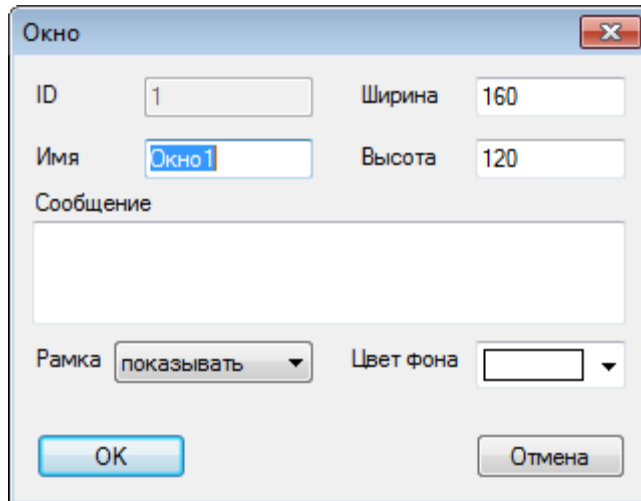 Окно
ID 1 Ширина 160
Имя Окно1 Высота 120
Сообщение
Рамка показывать Цвет фона
OK Отмена